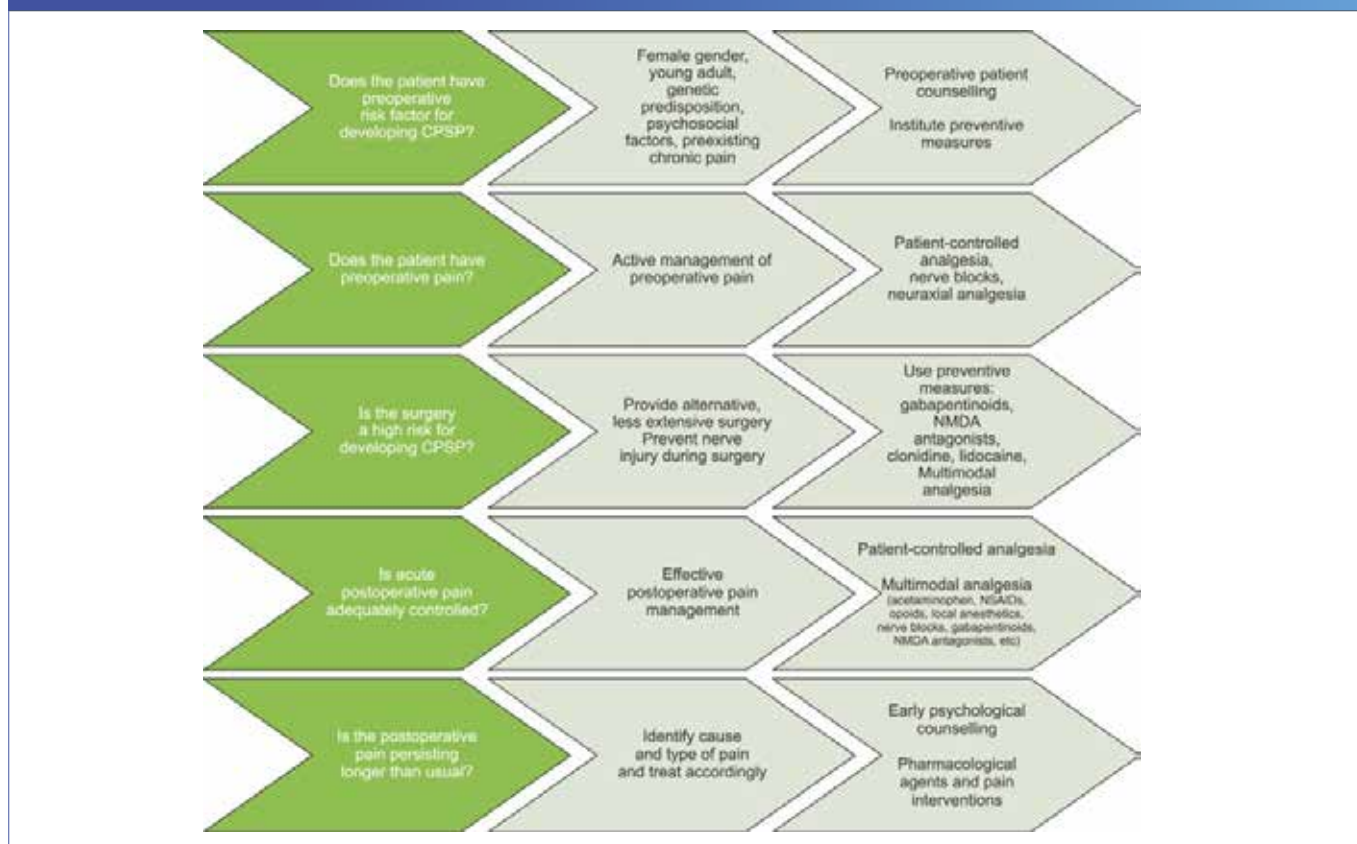 Does the patient have
preoperative
risk factor for
developing CPSP?
Female gender,
young adult,
genetic
predisposition,
psychosocial
factors, preexisting
chronic pain
Preoperative patient
counselling
Institute preventive
measures
Does the patient have
preoperative pain?
Active management of
preoperative pain
Patient-controlled
analgesia,
nerve blocks,
neuraxial analgesia
Is the surgery
a high risk for
developing CPSP?
Provide alternative,
less extensive surgery
Prevent nerve
injury during surgery
Use preventive
measures:
gabapentinoids,
NMDA
antagonists,
clonidine, lidocaine,
Multimodal
analgesia
Is acute
postoperative pain
adequately controlled?
Effective
postoperative pain
management
Patient-controlled analgesia
Multimodal analgesia
(acetaminophen, NSAIDs,
opoids, local anesthetics,
nerve blocks, gabapentinoids,
NMDA antagonists, etc)
Is the postoperative
pain persisting
longer than usual?
Identify cause
and type of pain
and treat accordingly
Early psychological
counselling
Pharmacological
agents and pain
interventions